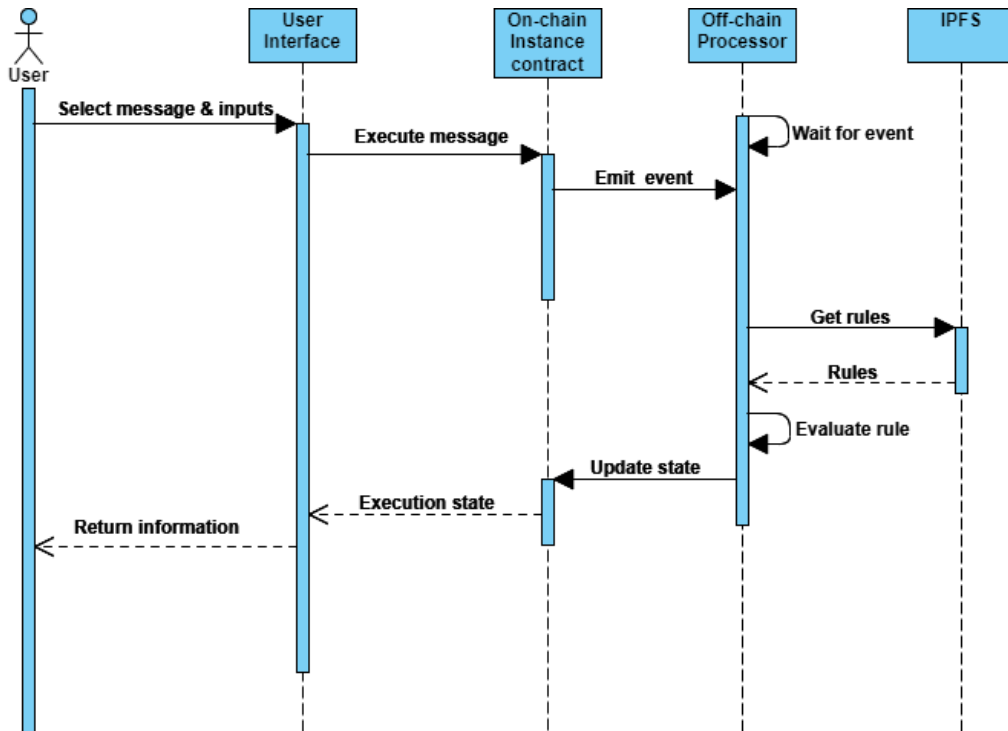 User
Interface
On-chain
Instance
contract
Off-chain
Processor
IPFS
User
Select message & inputs
Wait for event
Execute message
Emit event
Get rules
Rules
Evaluate rule
Update state
Execution state
Return information